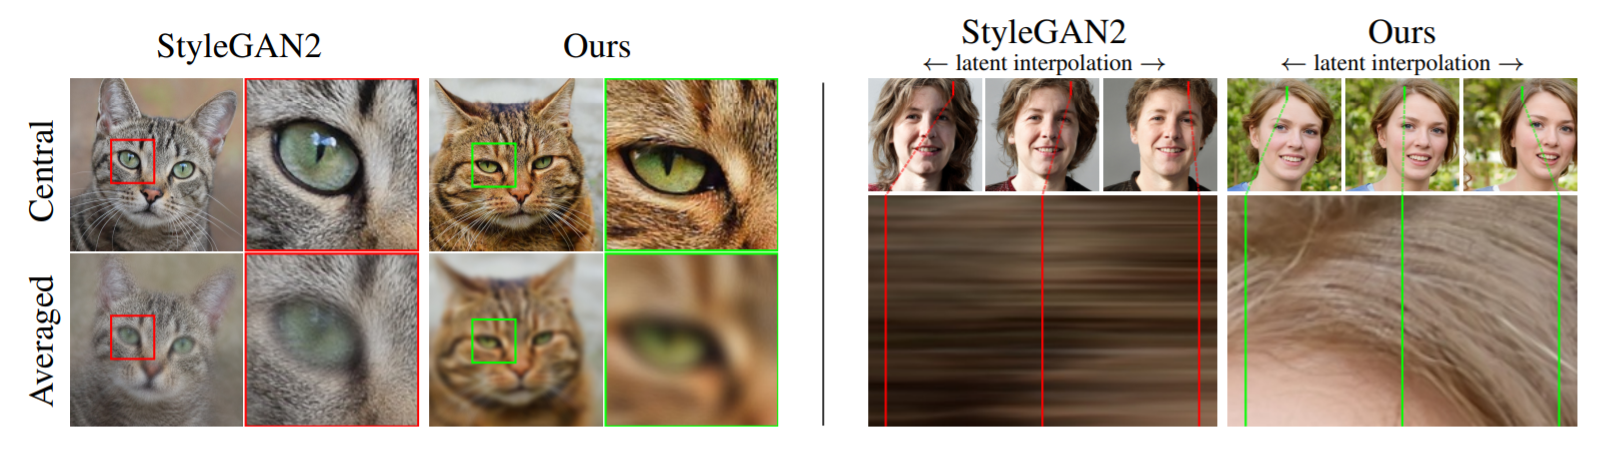 StyleGAN2
Ours
Central
Averaged
StyleGAN2
← latent interpolation →
Ours
← latent interpolation →